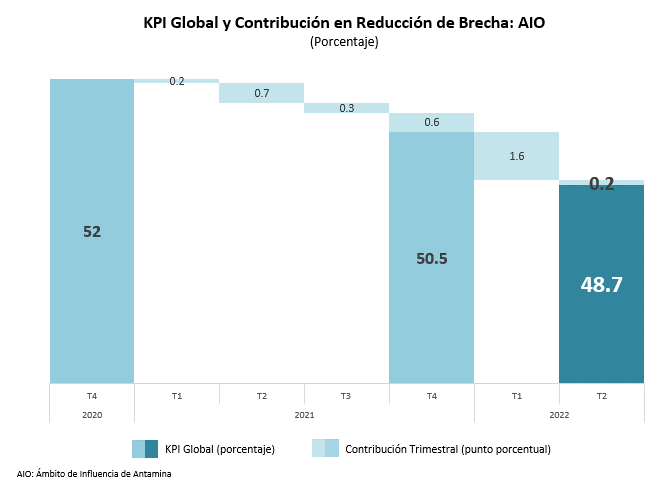 KPI Global y Contribución en Reducción de Brecha: AIO
(Porcentaje)
0.2
0.7
0.3
0.6
1.6
0.2
52
50.5
48.7
T4
T1
T2
T3
T4
T1
T2
2020
2021
2022
KPI Global (porcentaje)
Contribución Trimestral (punto porcentual)
AIO: Ámbito de Influencia de Antamina